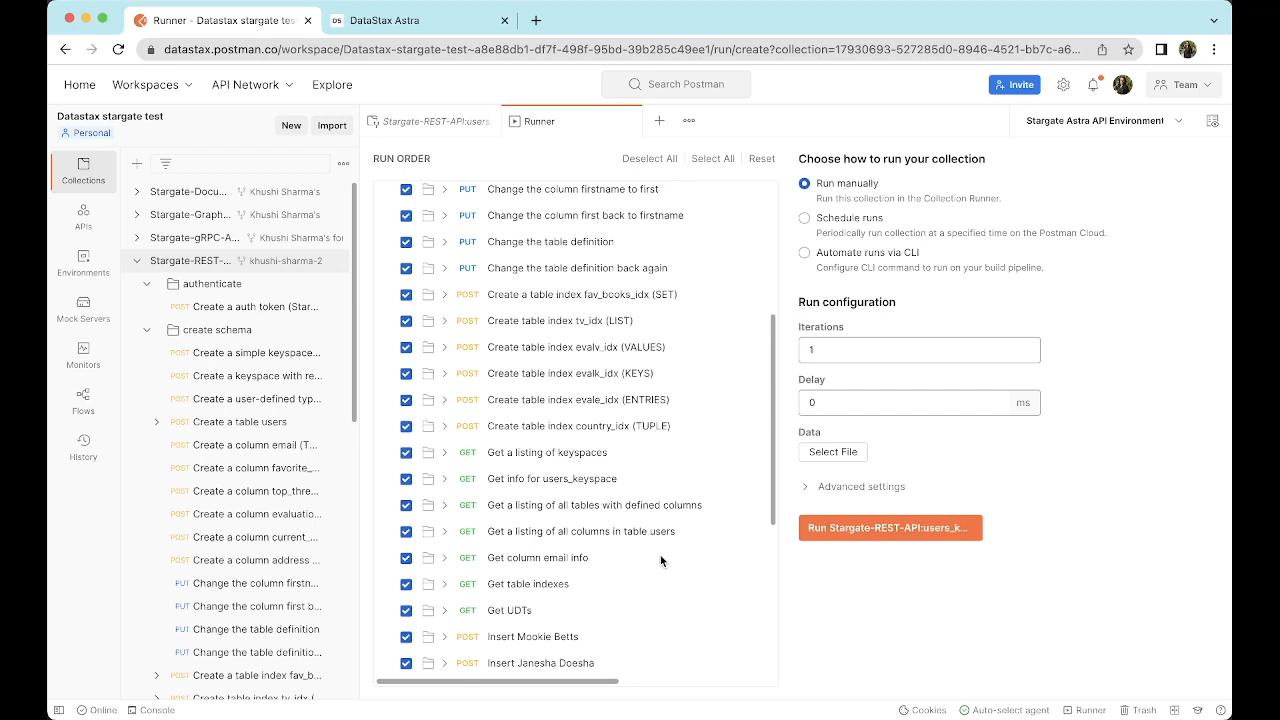 Runner - Datastax stargate tes
DS DataStax Astra
datastax.postman.co/workspace/Datastax-stargate-test~a8e88db1-df7f-498f-95bd-39b285c49ee1/run/create?collection=17930693-527285d0-8946-4521-bb7c-a6...
Home Workspaces API Network Explore
Search Postman
Invite
Team
Datastax stargate test
Personal
New Import
Stargate-REST-API:users_
Runner
Stargate Astra API Environment
Collections
APIs
Environments
Mock Servers
Monitors
Flows
History
Stargate-Docu... Khushi Sharma's
Stargate-Graph... Khushi Sharma's
Stargate-gRPC-A... Khushi Sharma's for
Stargate-REST-... khushi-sharma-2
authenticate
POST Create a auth token (Star...
create schema
POST Create a simple keyspace...
POST Create a keyspace with re...
POST Create a user-defined typ...
POST Create a table users
POST Create a column email (T...
POST Create a column favorite_...
POST Create a column top_thre...
POST Create a column evaluatio...
POST Create a column current_...
POST Create a column address ...
PUT Change the column firstn...
PUT Change the column first b...
PUT Change the table definition
PUT Change the table definitio...
POST Create a table index fav_b...
POST Create table index tv_idx (
RUN ORDER
Deselect All Select All Reset
PUT Change the column firstname to first
PUT Change the column first back to firstname
PUT Change the table definition
PUT Change the table definition back again
POST Create a table index fav_books_idx (SET)
POST Create table index tv_idx (LIST)
POST Create table index evalv_idx (VALUES)
POST Create table index evalk_idx (KEYS)
POST Create table index evale_idx (ENTRIES)
POST Create table index country_idx (TUPLE)
GET Get a listing of keyspaces
GET Get info for users_keyspace
GET Get a listing of all tables with defined columns
GET Get a listing of all columns in table users
GET Get column email info
GET Get table indexes
GET Get UDTs
POST Insert Mookie Betts
POST Insert Janesha Doesha
Choose how to run your collection
Run manually
Run this collection in the Collection Runner.
Schedule runs
Periodically run collection at a specified time on the Postman Cloud.
Automate runs via CLI
Configure CLI command to run on your build pipeline.
Run configuration
Iterations
1
Delay
0 ms
Data
Select File
Advanced settings
Run Stargate-REST-API:users_k...
Online Console
Cookies Auto-select agent Runner Trash